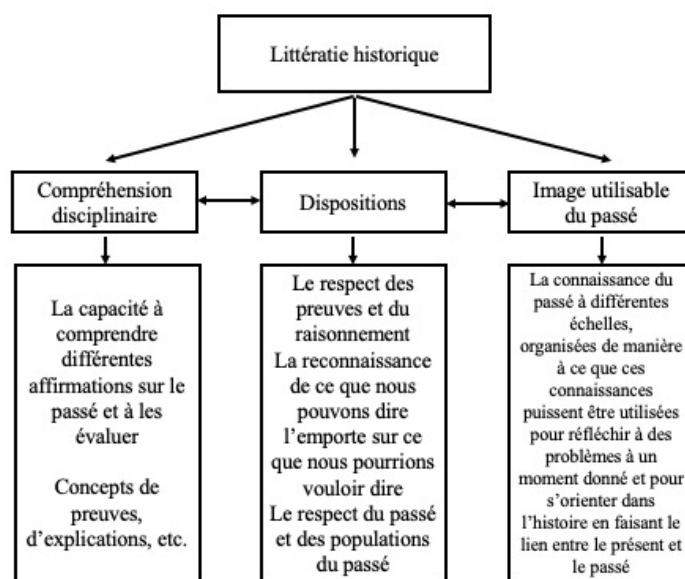 Littératie historique
Compréhension
disciplinaire
Dispositions
Image utilisable
du passé
La capacité à
comprendre
différentes
affirmations sur le
passé et à les
évaluer
Concepts de
preuves,
d’explications, etc.
Le respect des
preuves et du
raisonnement
La reconnaissance
de ce que nous
pouvons dire
l’emporte sur ce
que nous pourrions
vouloir dire
Le respect du passé
et des populations
du passé
La connaissance du
passé à différentes
échelles,
organisées de manière
à ce que ces
connaissances
puissent être utilisées
pour réfléchir à des
problèmes à un
moment donné et pour
s’orienter dans
l’histoire en faisant le
lien entre le présent et
le passé